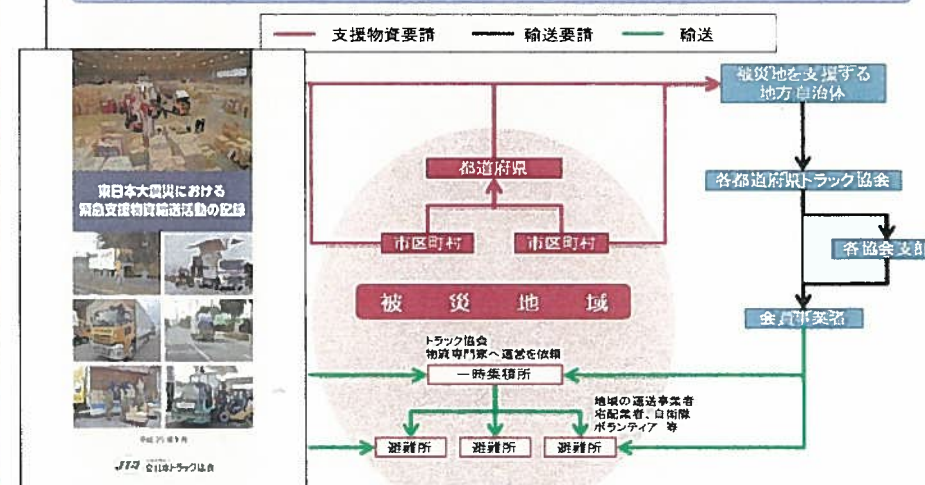 支援物資要請
輸送要請
輸送
東日本大震災における
緊急支援物資輸送活動の記録
全日本トラック協会
被災地を支援する
地方自治体
都道府県
各都道府県トラック協会
市区町村
市区町村
各協会支部
被災地域
会員事業者
トラック協会
物資専門家へ運営を依頼
一時集積所
地域の運送事業者
宅配業者、自衛隊
ボランティア 等
避難所
避難所
避難所